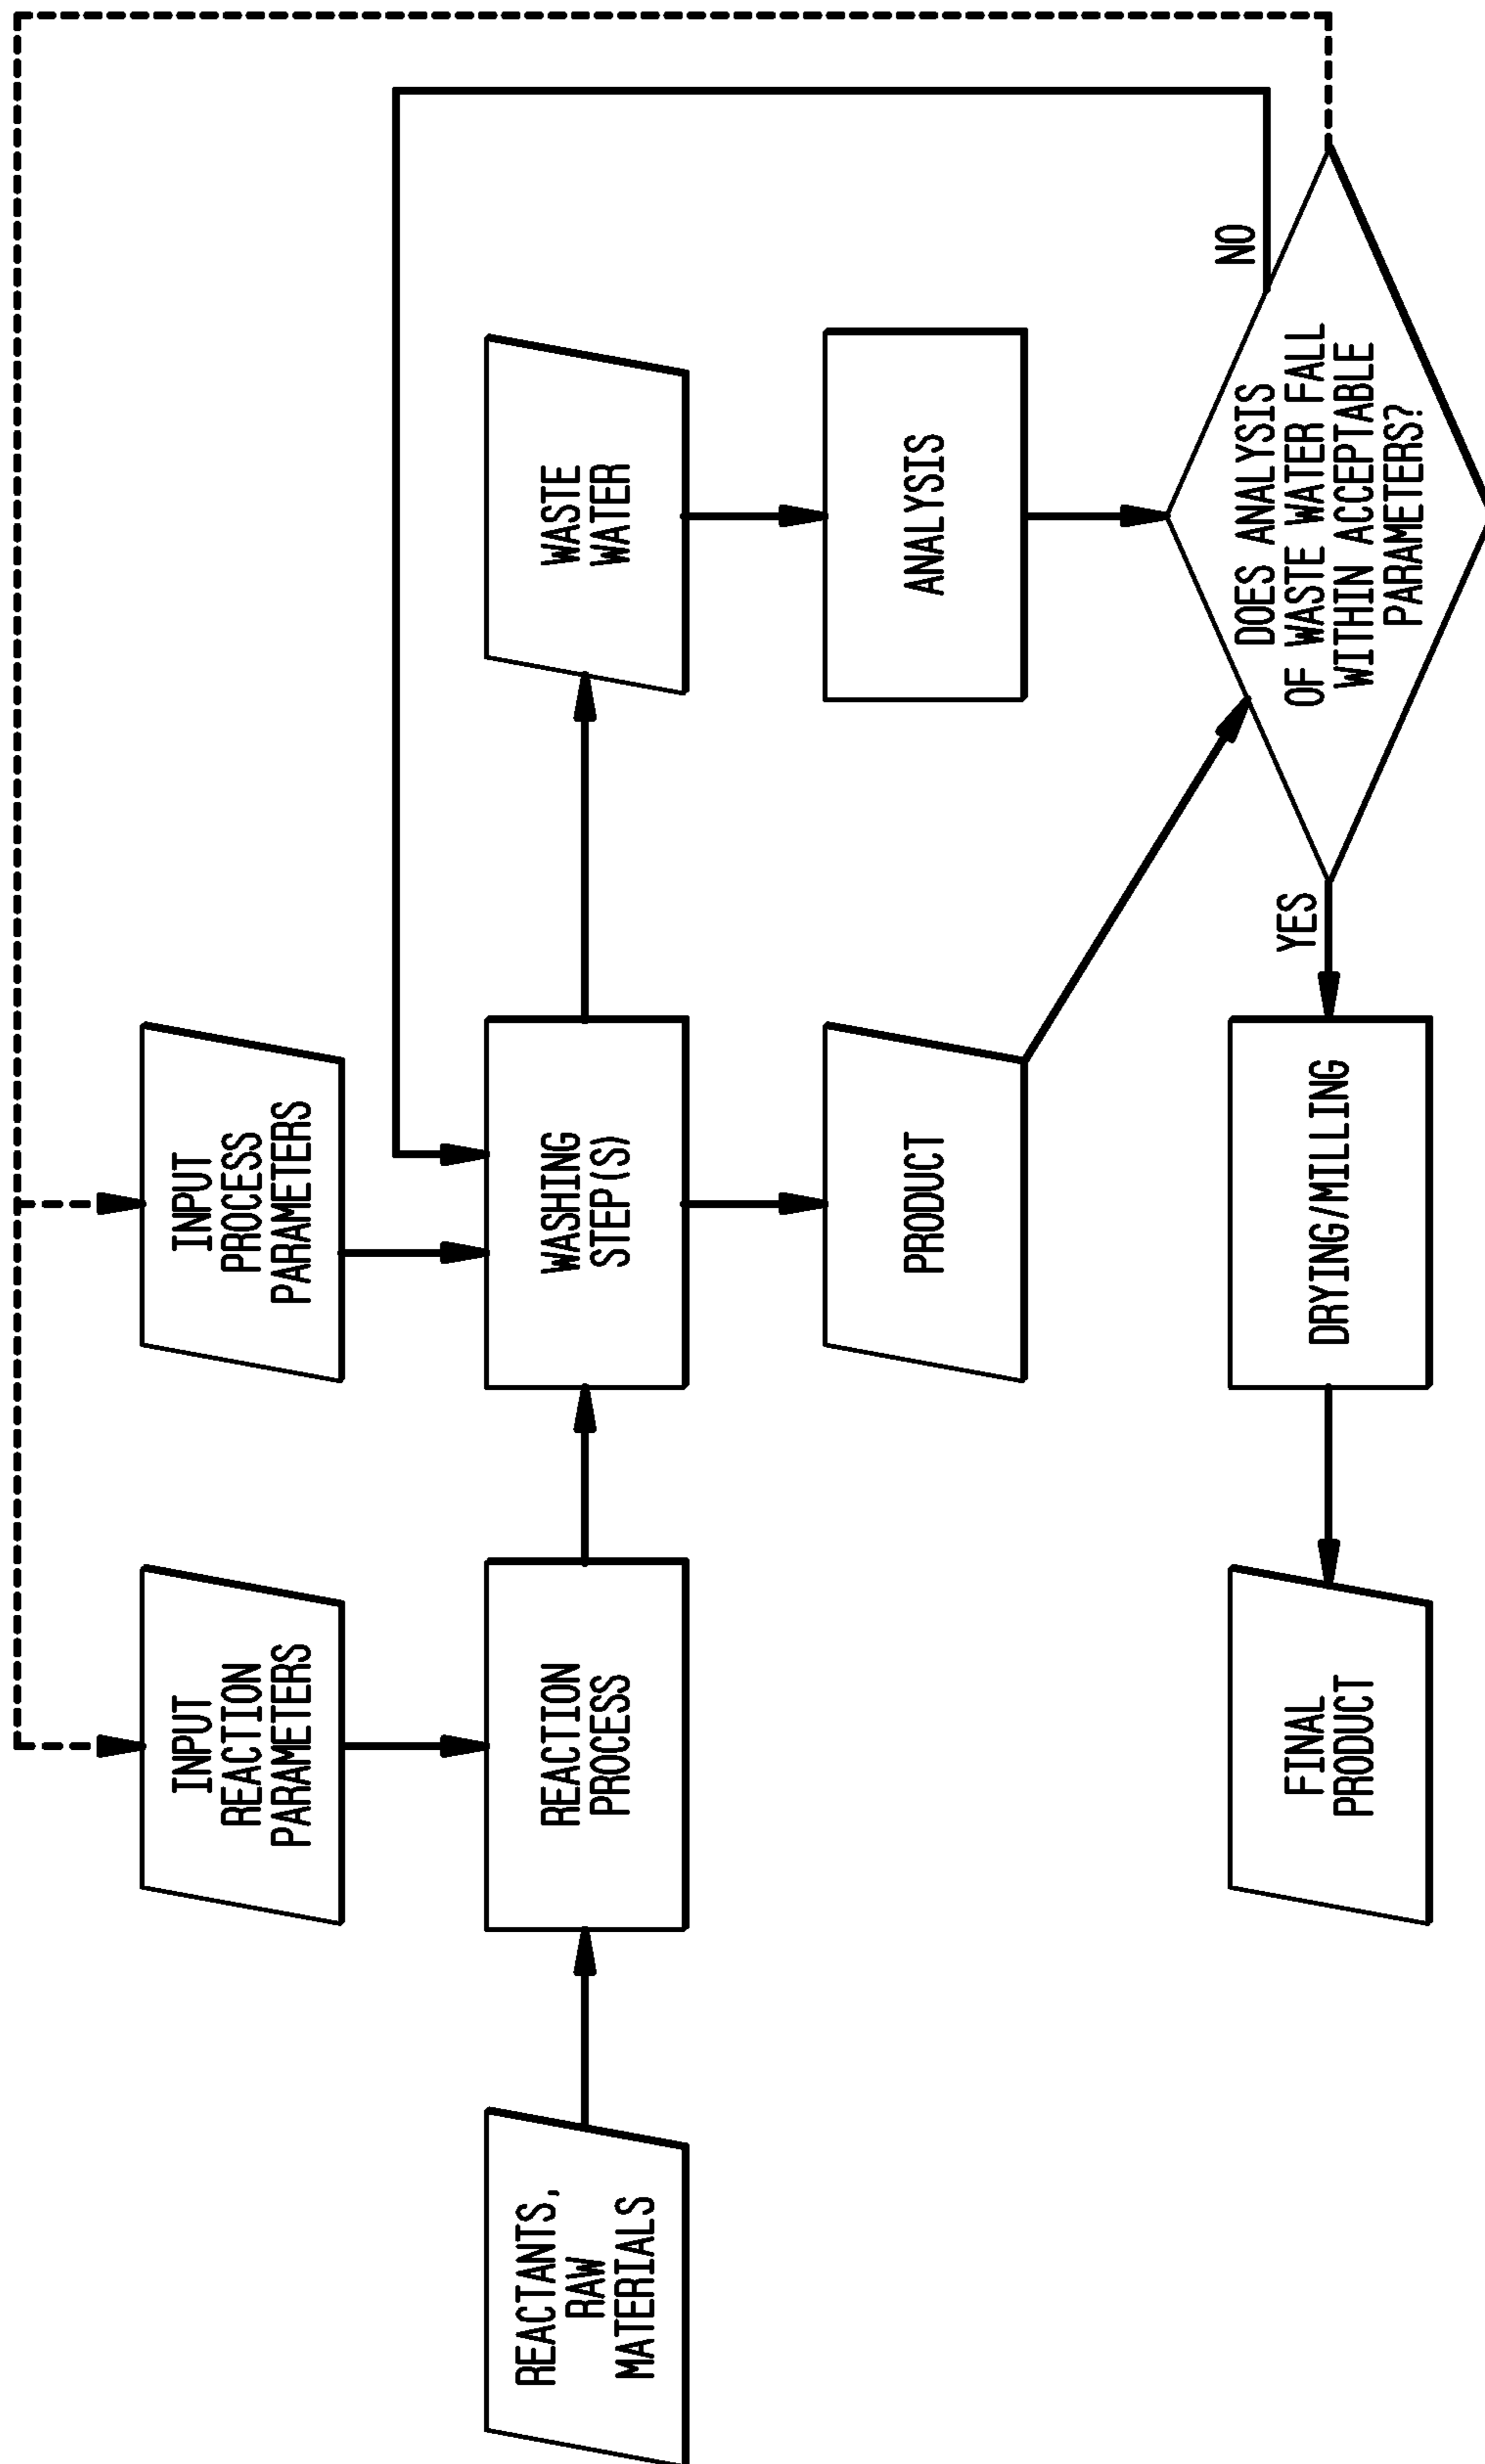 INPUT
REACTION
PARAMETERS
INPUT
PROCESS
PARAMETERS
REACTANTS,
RAW
MATERIALS
REACTION
PROCESS
WASHING
STEP(S)
WASTE
WATER
PRODUCT
ANALYSIS
FINAL
PRODUCT
DRYING/MILLING
YES
DOES ANALYSIS
OF WASTE WATER FALL
WITHIN ACCEPTABLE
PARAMETERS?
NO